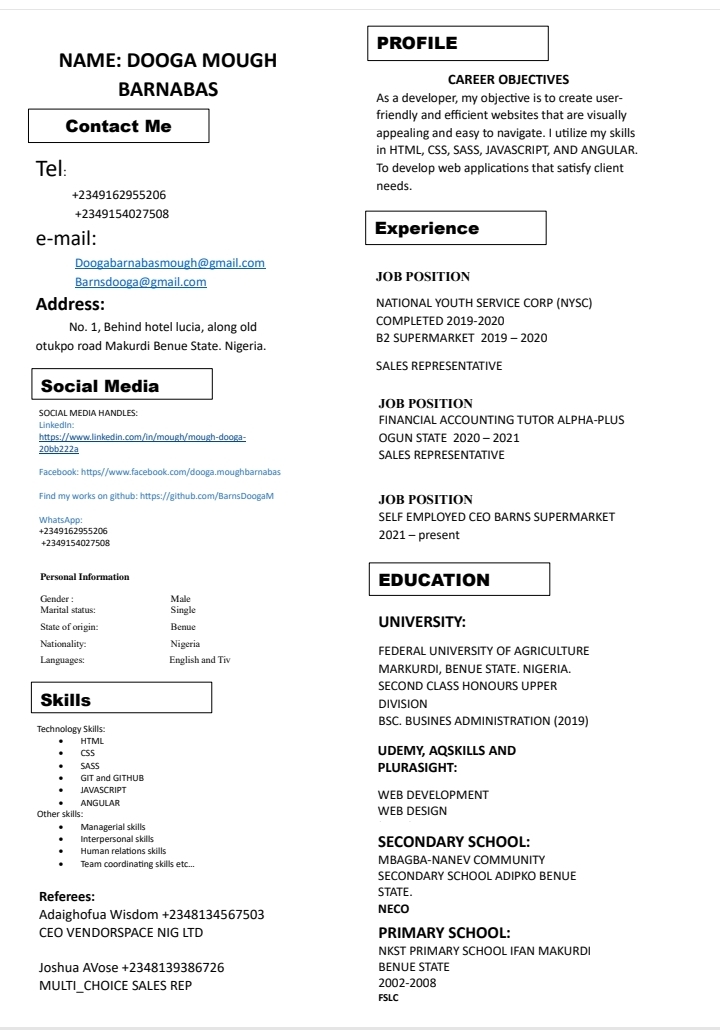 NAME: DOOGA MOUGH
BARNABAS
Contact Me
Tel:
+2349162955206
+2349154027508
e-mail:
Doogabarnabasmough@gmail.com
Barnsdooga@gmail.com
Address:
No. 1, Behind hotel lucia, along old
otukpo road Makurdi Benue State. Nigeria.
Social Media
SOCIAL MEDIA HANDLES:
LinkedIn:
https://www.linkedin.com/in/mough/mough-dooga-
20bb222a
Facebook: https//www.facebook.com/dooga.moughbarnabas
Find my works on github: https://github.com/BarnsDoogaM
WhatsApp:
+2349162955206
+2349154027508
Personal Information
Gender : Male
Marital status: Single
State of origin: Benue
Nationality: Nigeria
Languages: English and Tiv
Skills
Technology Skills:
• HTML
• CSS
• SASS
• GIT and GITHUB
• JAVASCRIPT
• ANGULAR
Other skills:
• Managerial skills
• Interpersonal skills
• Human relations skills
• Team coordinating skills etc…
Referees:
Adaighofua Wisdom +2348134567503
CEO VENDORSPACE NIG LTD
Joshua AVose +2348139386726
MULTI_CHOICE SALES REP
PROFILE
CAREER OBJECTIVES
As a developer, my objective is to create user-
friendly and efficient websites that are visually
appealing and easy to navigate. I utilize my skills
in HTML, CSS, SASS, JAVASCRIPT, AND ANGULAR.
To develop web applications that satisfy client
needs.
Experience
JOB POSITION
NATIONAL YOUTH SERVICE CORP (NYSC)
COMPLETED 2019-2020
B2 SUPERMARKET 2019 – 2020
SALES REPRESENTATIVE
JOB POSITION
FINANCIAL ACCOUNTING TUTOR ALPHA-PLUS
OGUN STATE 2020 – 2021
SALES REPRESENTATIVE
JOB POSITION
SELF EMPLOYED CEO BARNS SUPERMARKET
2021 – present
EDUCATION
UNIVERSITY:
FEDERAL UNIVERSITY OF AGRICULTURE
MARKURDI, BENUE STATE. NIGERIA.
SECOND CLASS HONOURS UPPER
DIVISION
BSC. BUSINES ADMINISTRATION (2019)
UDEMY, AQSKILLS AND
PLURASIGHT:
WEB DEVELOPMENT
WEB DESIGN
SECONDARY SCHOOL:
MBAGBA-NANEV COMMUNITY
SECONDARY SCHOOL ADIPKO BENUE
STATE.
NECO
PRIMARY SCHOOL:
NKST PRIMARY SCHOOL IFAN MAKURDI
BENUE STATE
2002-2008
FSLC